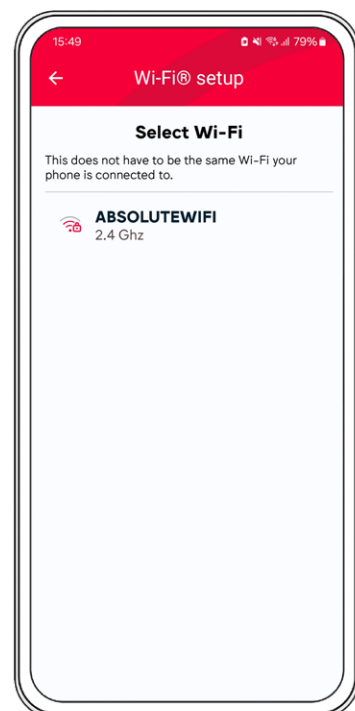 15:49 79%
Wi-Fi® setup
Select Wi-Fi
This does not have to be the same Wi-Fi your
phone is connected to.
ABSOLUTEWIFI
2.4 Ghz